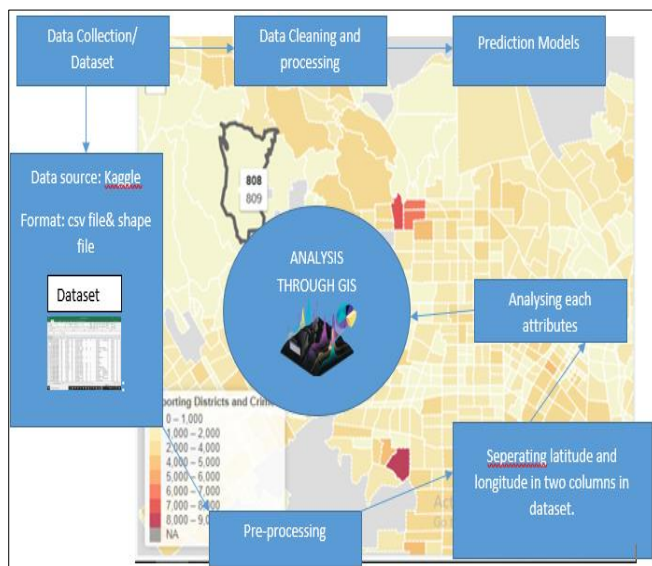 Data Collection/
Dataset
Data Cleaning and
processing
Prediction Models
Data source: Kaggle
Format: csv file& shape
file
Dataset
808
809
ANALYSIS
THROUGH GIS
Analysing each
attributes
Seperating latitude and
longitude in two columns in
dataset.
Pre-processing
porting Districts and Crime
0 – 1,000
1,000 – 2,000
2,000 – 4,000
4,000 – 5,000
5,000 – 6,000
6,000 – 7,000
7,000 – 8,000
8,000 – 9,
NA